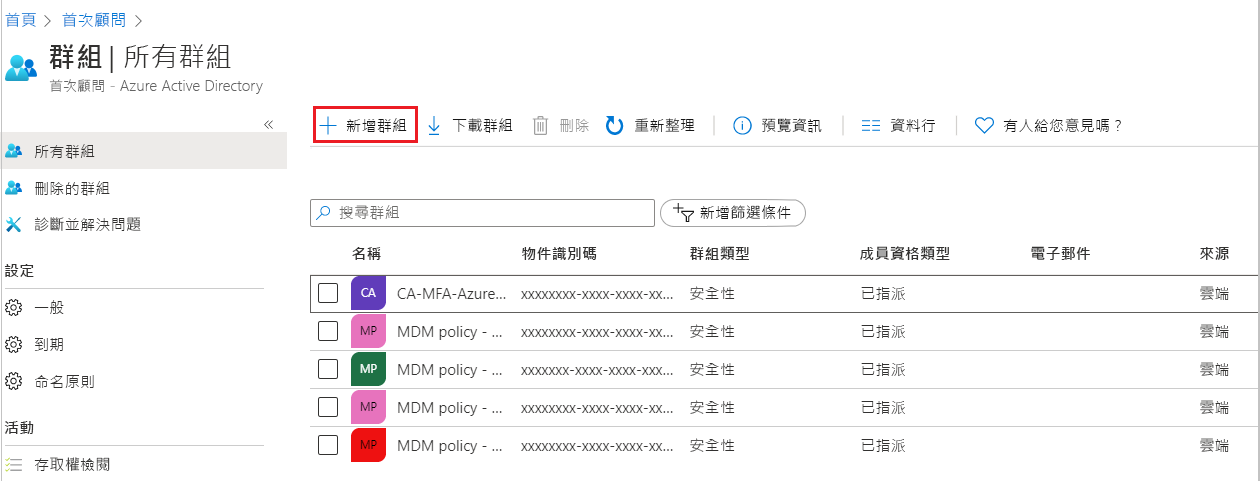 首頁 > 首次顧問 >
群組 | 所有群組
首次顧問 - Azure Active Directory
«
所有群組
刪除的群組
診斷並解決問題
設定
一般
到期
命名原則
活動
存取權檢閱
新增群組 下載群組 刪除 重新整理 預覽資訊 資料行 有人給您意見嗎？
搜尋群組 新增篩選條件
名稱 物件識別碼 群組類型 成員資格類型 電子郵件 來源
CA CA-MFA-Azure... xxxxxxxx-xxxx-xxxx-xx... 安全性 已指派 雲端
MP MDM policy - ... xxxxxxxx-xxxx-xxxx-xx... 安全性 已指派 雲端
MP MDM policy - ... xxxxxxx-xxxx-xxxx-xxx... 安全性 已指派 雲端
MP MDM policy - ... xxxxxxxx-xxxx-xxxx-xx... 安全性 已指派 雲端
MP MDM policy - ... xxxxxxxx-xxxx-xxxx-xx... 安全性 已指派 雲端